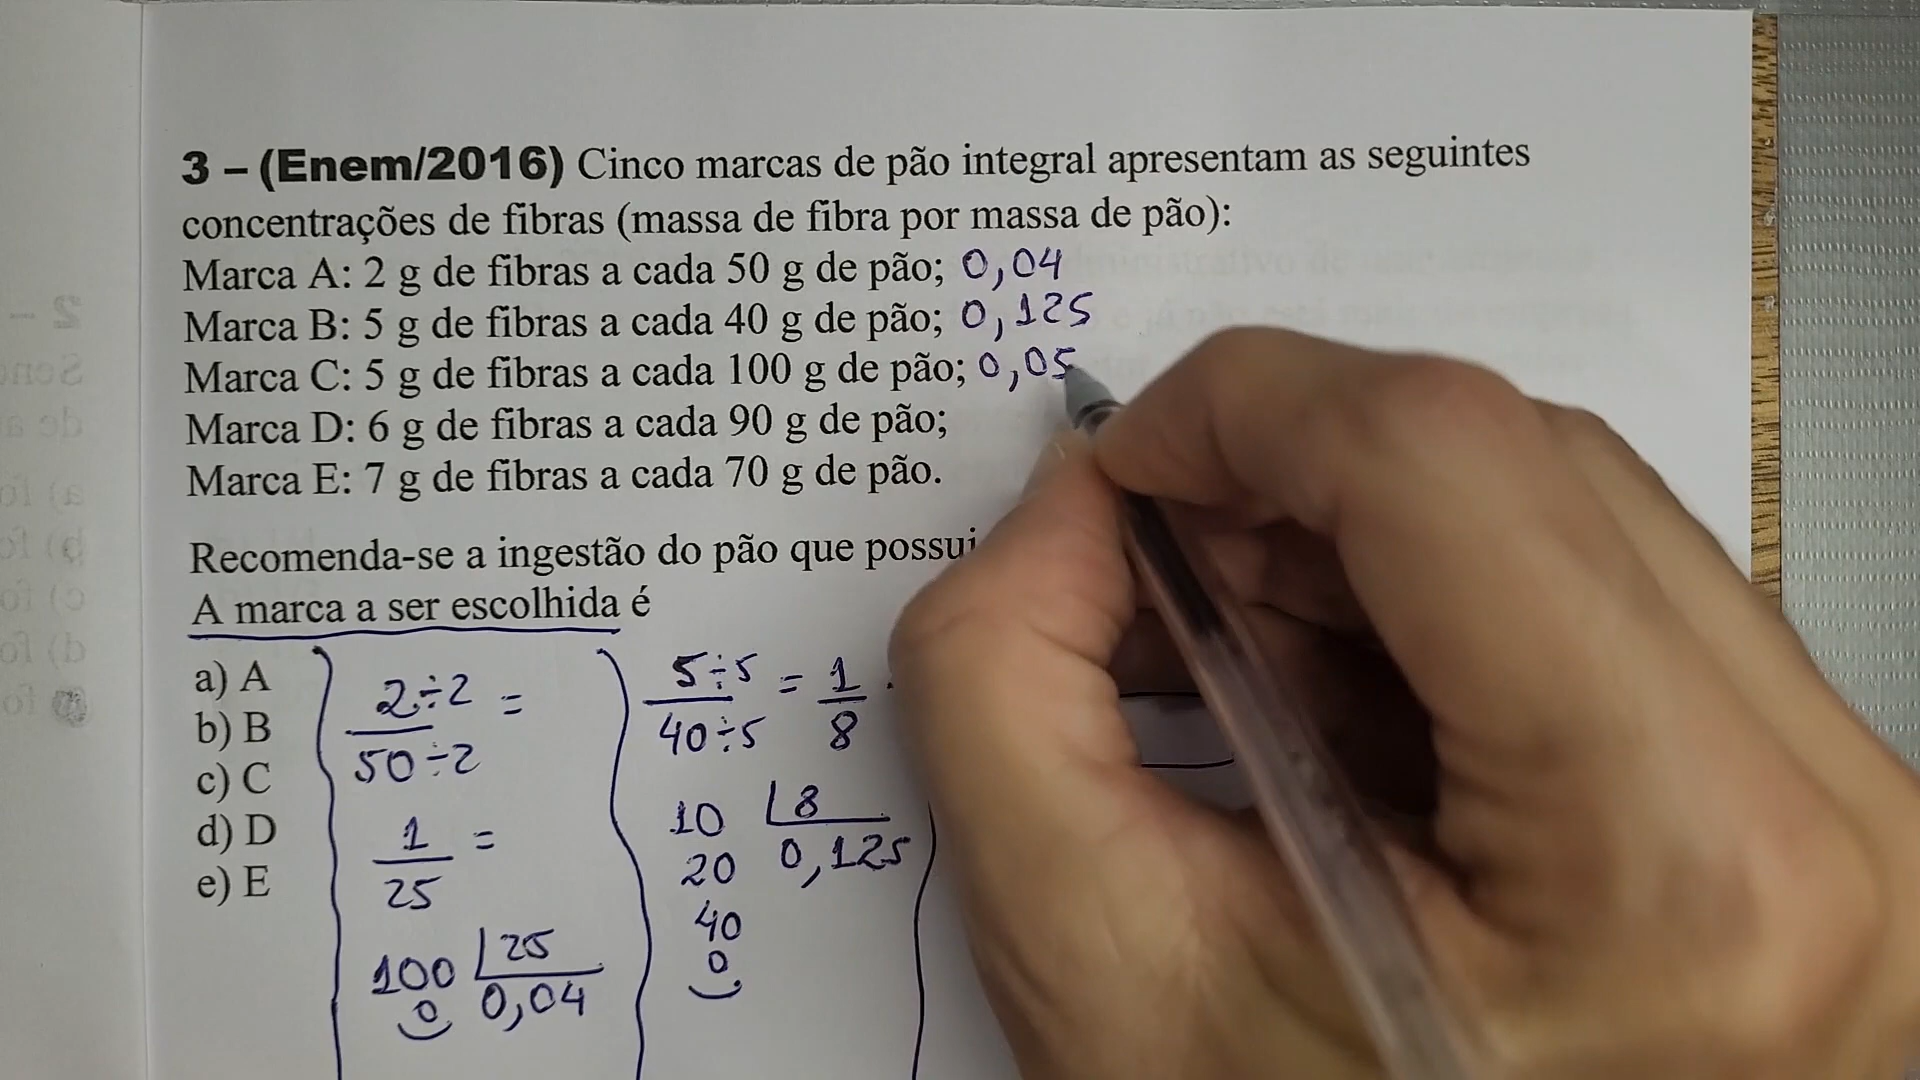 3 – (Enem/2016) Cinco marcas de pão integral apresentam as seguintes
concentrações de fibras (massa de fibra por massa de pão):
Marca A: 2 g de fibras a cada 50 g de pão; 0,04
Marca B: 5 g de fibras a cada 40 g de pão; 0,125
Marca C: 5 g de fibras a cada 100 g de pão; 0,05
Marca D: 6 g de fibras a cada 90 g de pão;
Marca E: 7 g de fibras a cada 70 g de pão.
Recomenda-se a ingestão do pão que possui
A marca a ser escolhida é
a) A
b) B
c) C
d) D
e) E
2÷2 =
50÷2
1 =
25
100 25
0 0,04
5÷5 = 1
40÷5 8
10 8
20 0,125
40
0